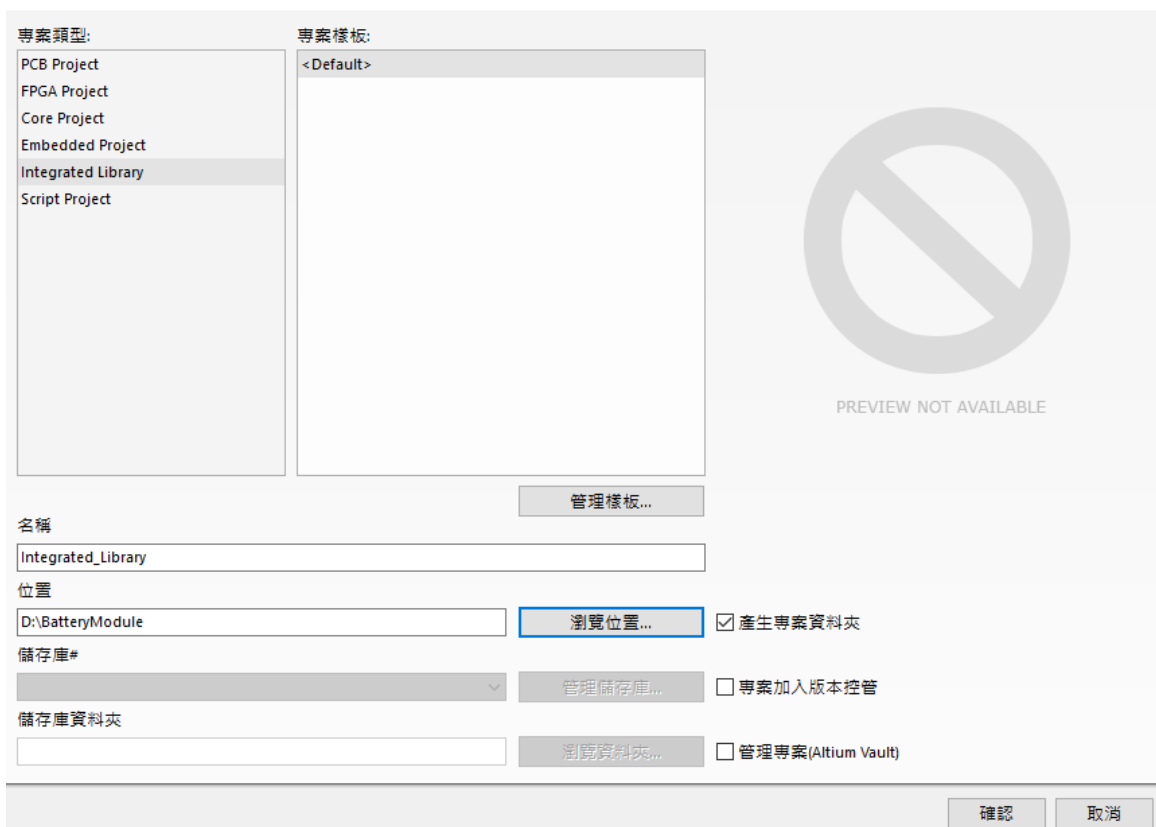 專案類型:
專案樣板:
PCB Project
FPGA Project
Core Project
Embedded Project
Integrated Library
Script Project
<Default>
PREVIEW NOT AVAILABLE
管理樣板...
名稱
Integrated_Library
位置
D:\BatteryModule
瀏覽位置...
產生專案資料夾
儲存庫#
管理儲存庫...
專案加入版本控管
儲存庫資料夾
瀏覽資料夾...
管理專案(Altium Vault)
確認
取消